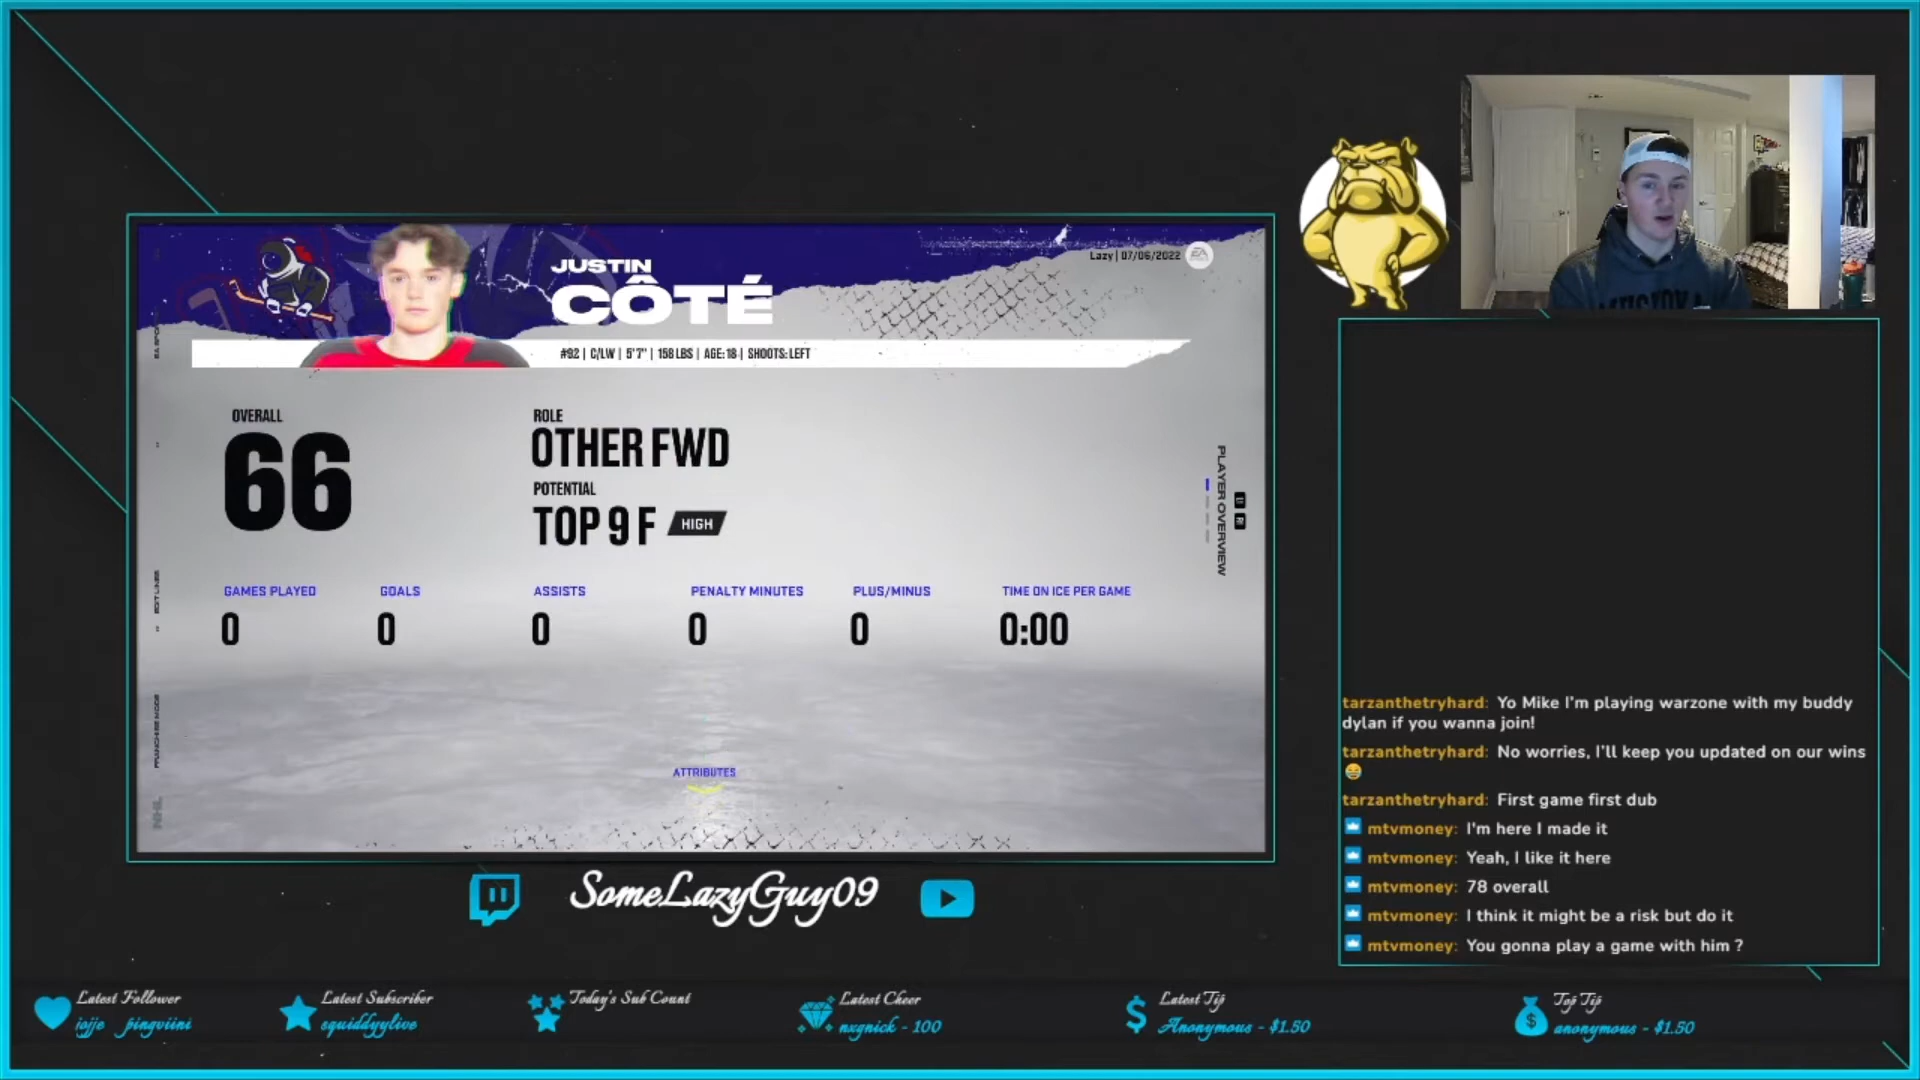 JUSTIN
CÔTÉ
Lazy | 07/06/2022
#92 | C/LW | 5'7" | 158 LBS | AGE: 18 | SHOOTS: LEFT
OVERALL
66
ROLE
OTHER FWD
POTENTIAL
TOP 9 F HIGH
PLAYER OVERVIEW
GAMES PLAYED GOALS ASSISTS PENALTY MINUTES PLUS/MINUS TIME ON ICE PER GAME
0 0 0 0 0 0:00
ATTRIBUTES
EDIT LINES
FRANCHISE MODE
NHL
SomeLazyGuy09
tarzanthetryhard: Yo Mike I'm playing warzone with my buddy
dylan if you wanna join!
tarzanthetryhard: No worries, I'll keep you updated on our wins
😂
tarzanthetryhard: First game first dub
mtvmoney: I'm here I made it
mtvmoney: Yeah, I like it here
mtvmoney: 78 overall
mtvmoney: I think it might be a risk but do it
mtvmoney: You gonna play a game with him ?
Latest Follower
jojje_pingviini
Latest Subscriber
squiddyylive
Today's Sub Count
Latest Cheer
nxgnick - 100
Latest Tip
Anonymous - $1.50
Top Tip
anonymous - $1.50